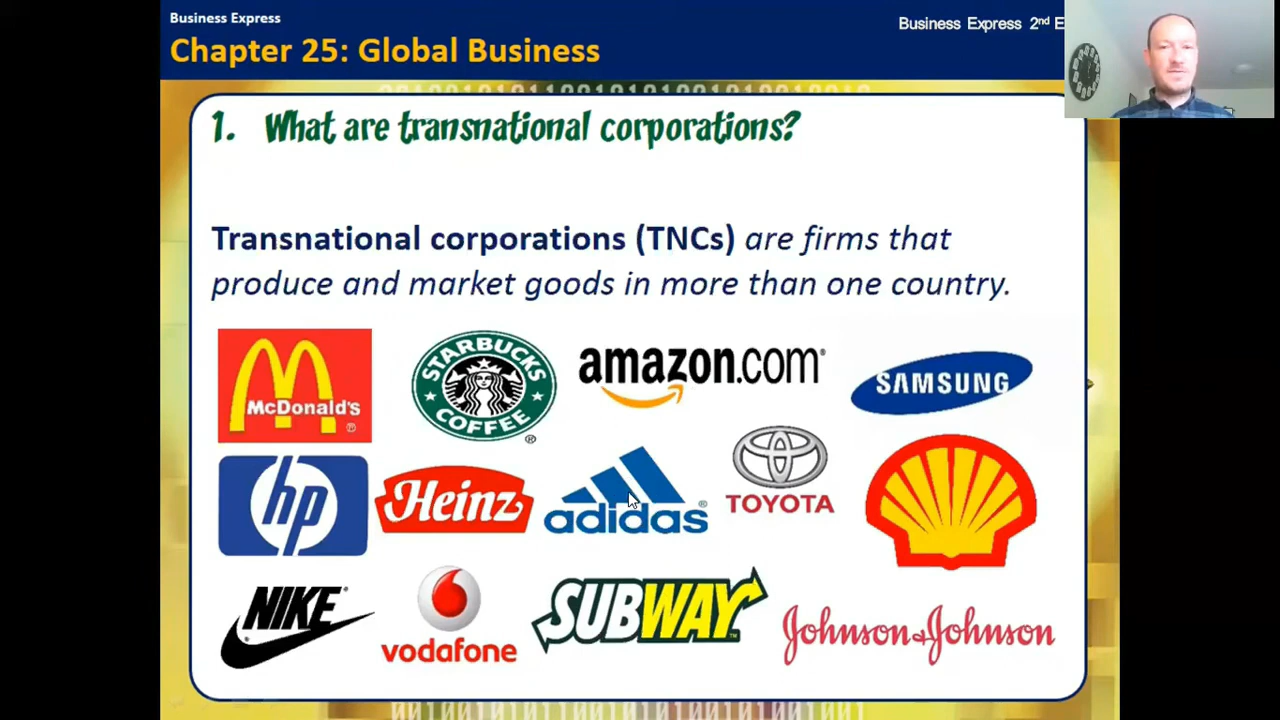 Business Express
Business Express 2nd E
Chapter 25: Global Business
1. What are transnational corporations?
Transnational corporations (TNCs) are firms that
produce and market goods in more than one country.
McDonald's
®
STARBUCKS
COFFEE
®
amazon.com®
SAMSUNG
hp
Heinz
adidas®
TOYOTA
NIKE®
vodafone
SUBWAY™
Johnson & Johnson